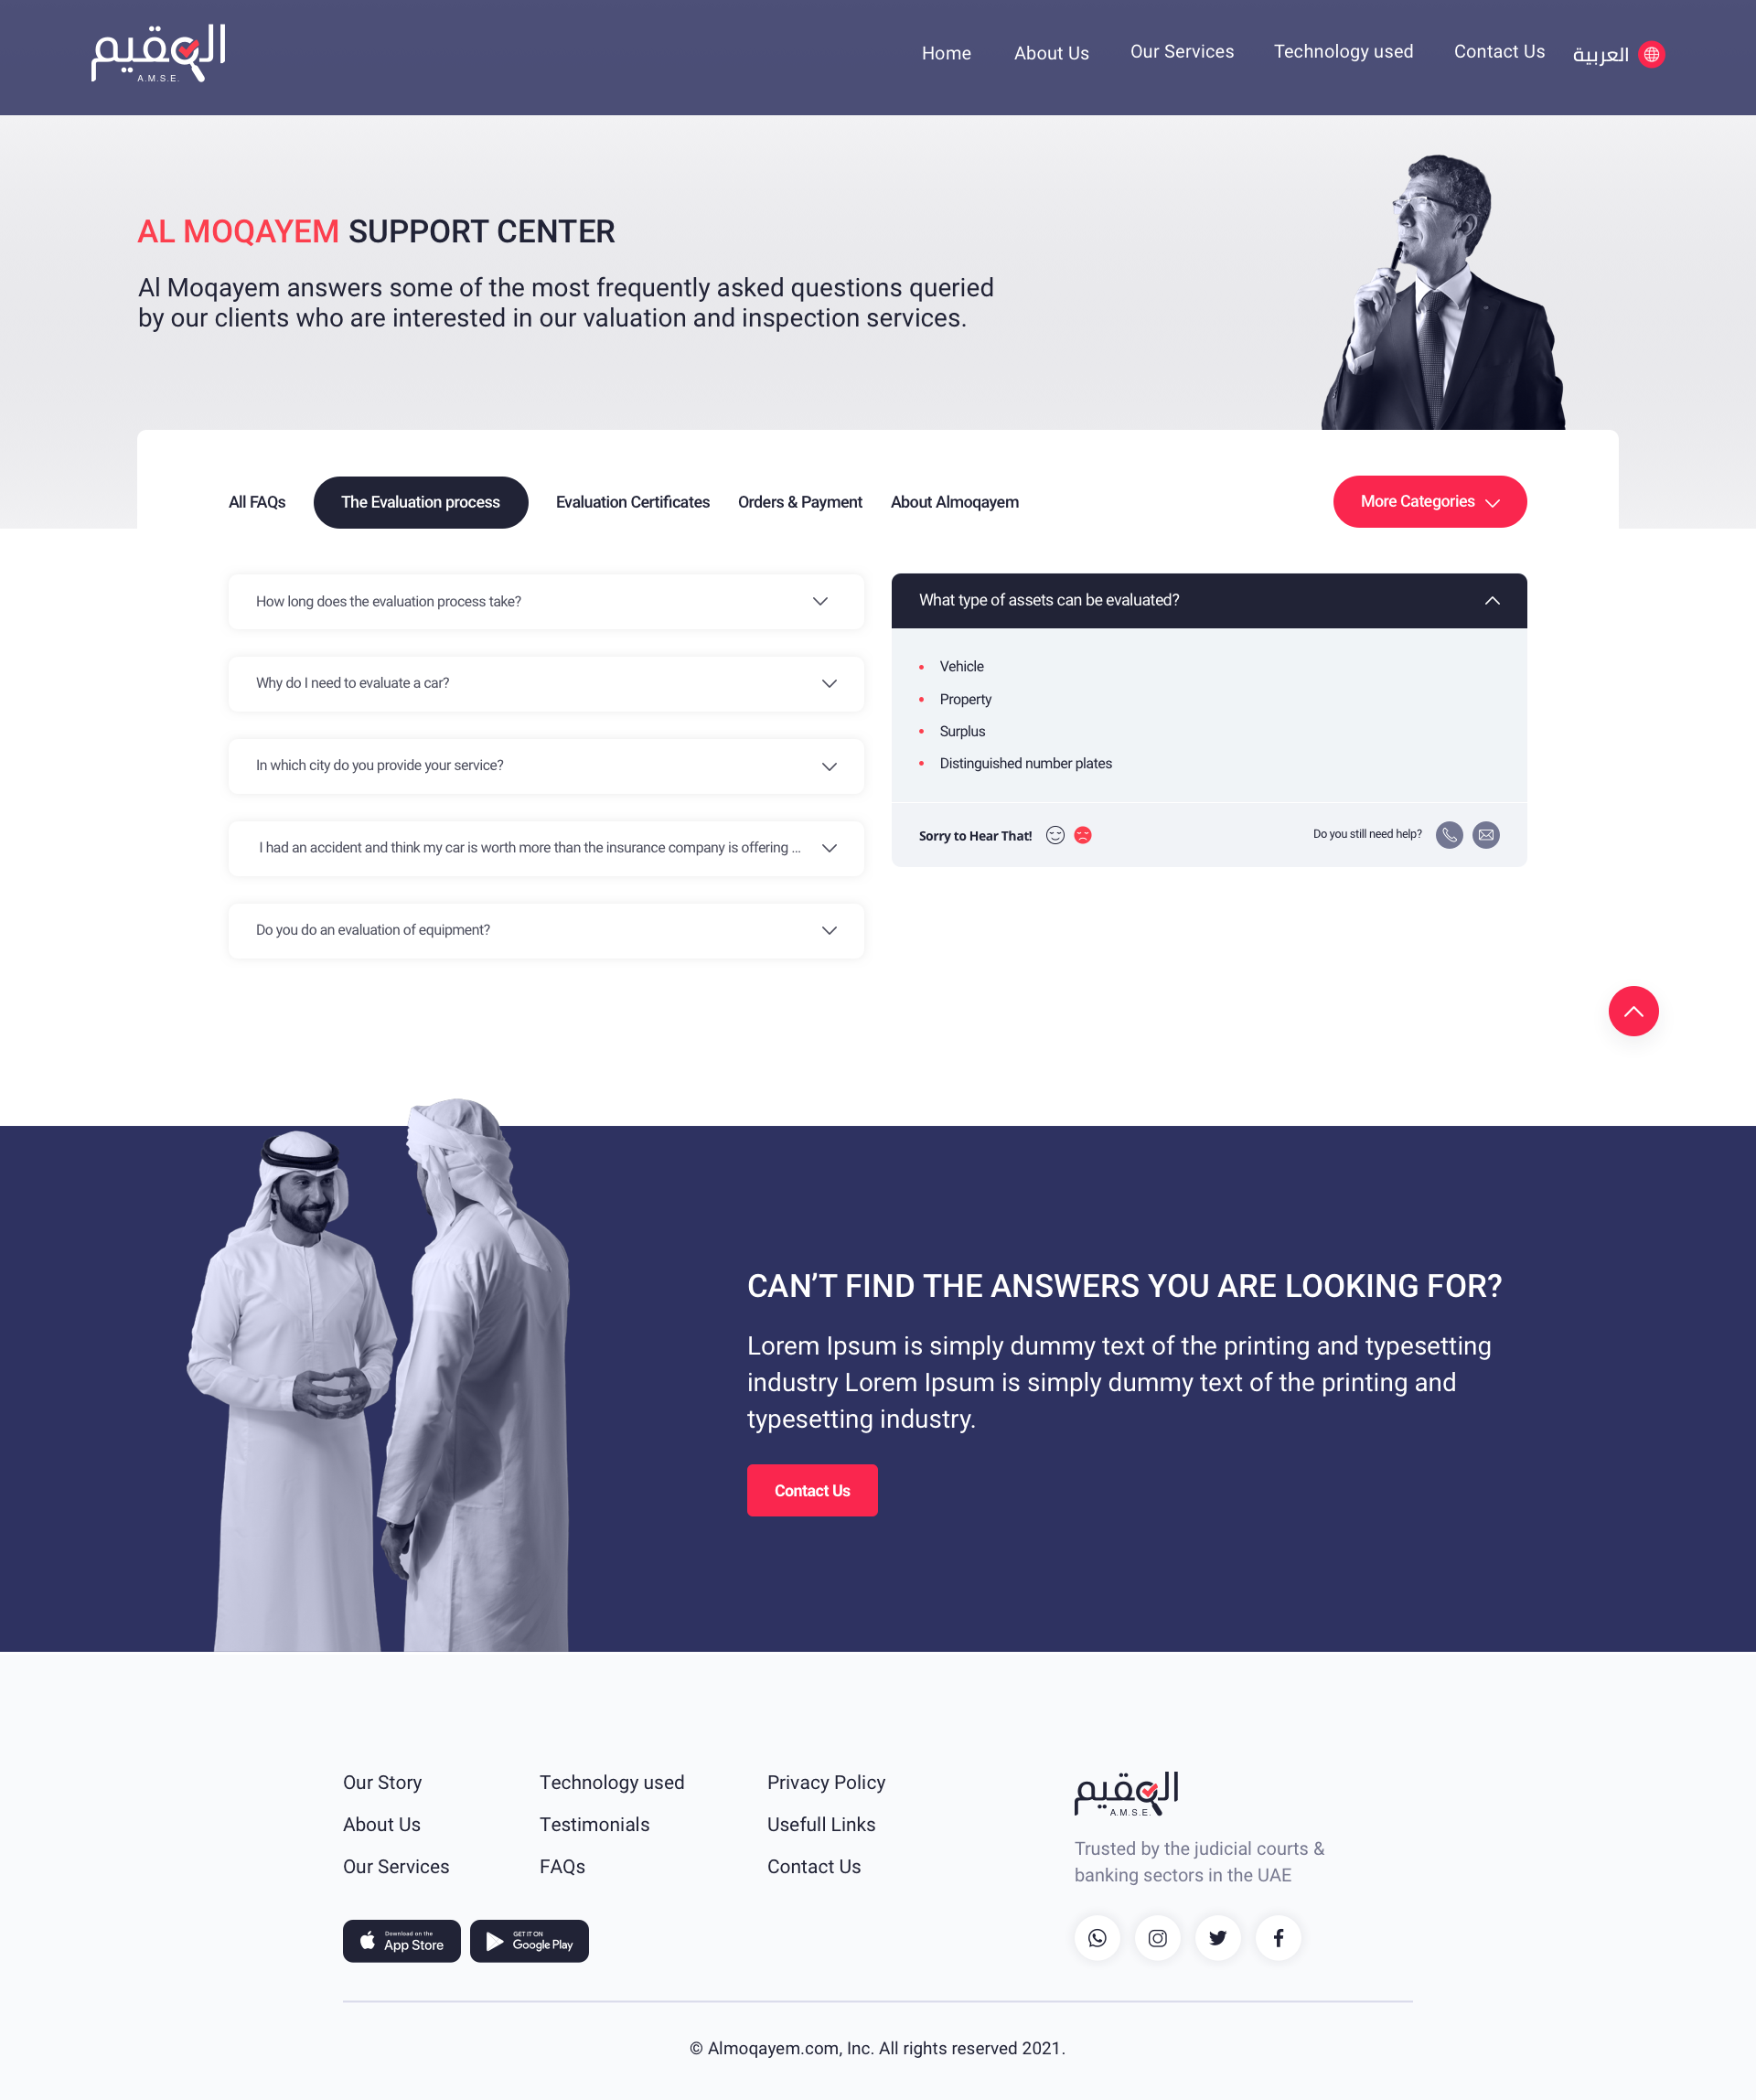 المقيم
A.M.S.E.
Home
About Us
Our Services
Technology used
Contact Us
العربية
AL MOQAYEM SUPPORT CENTER
Al Moqayem answers some of the most frequently asked questions queried
by our clients who are interested in our valuation and inspection services.
All FAQs
The Evaluation process
Evaluation Certificates
Orders & Payment
About Almoqayem
More Categories
How long does the evaluation process take?
Why do I need to evaluate a car?
In which city do you provide your service?
I had an accident and think my car is worth more than the insurance company is offering ...
Do you do an evaluation of equipment?
What type of assets can be evaluated?
Vehicle
Property
Surplus
Distinguished number plates
Sorry to Hear That!
Do you still need help?
CAN’T FIND THE ANSWERS YOU ARE LOOKING FOR?
Lorem Ipsum is simply dummy text of the printing and typesetting
industry Lorem Ipsum is simply dummy text of the printing and
typesetting industry.
Contact Us
Our Story
About Us
Our Services
Technology used
Testimonials
FAQs
Privacy Policy
Usefull Links
Contact Us
Download on the
App Store
GET IT ON
Google Play
المقيم
A.M.S.E.
Trusted by the judicial courts &
banking sectors in the UAE
© Almoqayem.com, Inc. All rights reserved 2021.